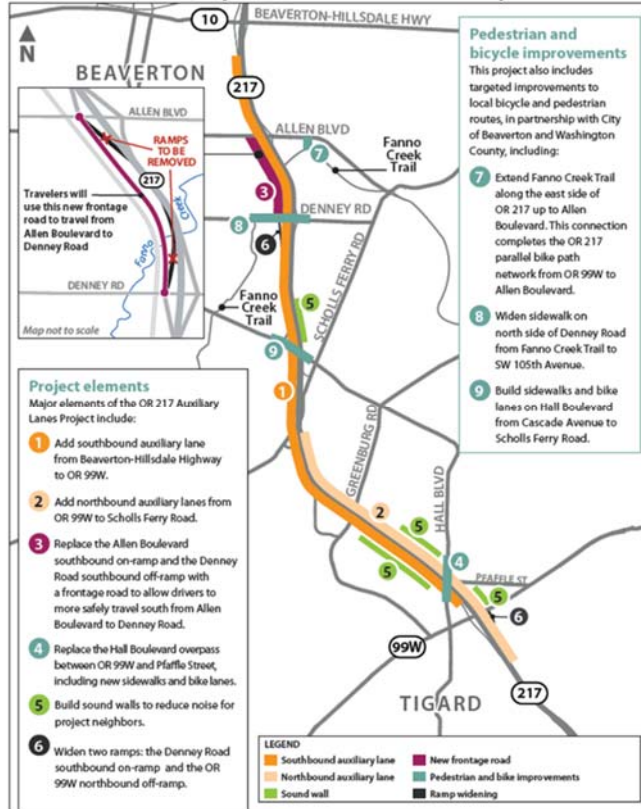 10
BEAVERTON-HILLSDALE HWY
N
BEAVERTON
217
ALLEN BLVD
RAMPS
TO BE
REMOVED
217
Travelers will
use this new frontage
road to travel from
Allen Boulevard to
Denney Road
Fanno
Creek
DENNY RD
Map not to scale
ALLEN BLVD
7
Fanno
Creek
Trail
3
8
DENNEY RD
6
SCHOLLS FERRY RD
Fanno
Creek Trail
5
9
1
GREENBURG RD
HALL BLVD
2
5
5
4
PFAFFLE ST
5
6
99W
TIGARD
217
Pedestrian and
bicycle improvements
This project also includes
targeted improvements to
local bicycle and pedestrian
routes, in partnership with City
of Beaverton and Washington
County, including:
7 Extend Fanno Creek Trail
along the east side of
OR 217 up to Allen
Boulevard. This connection
completes the OR 217
parallel bike path
network from OR 99W to
Allen Boulevard.
8 Widen sidewalk on
north side of Denney Road
from Fanno Creek Trail to
SW 105th Avenue.
9 Build sidewalks and bike
lanes on Hall Boulevard
from Cascade Avenue to
Scholls Ferry Road.
Project elements
Major elements of the OR 217 Auxiliary
Lanes Project include:
1 Add southbound auxiliary lane
from Beaverton-Hillsdale Highway
to OR 99W.
2 Add northbound auxiliary lanes from
OR 99W to Scholls Ferry Road.
3 Replace the Allen Boulevard
southbound on-ramp and the Denney
Road southbound off-ramp with
a frontage road to allow drivers to
more safely travel south from Allen
Boulevard to Denney Road.
4 Replace the Hall Boulevard overpass
between OR 99W and Pfaffle Street,
including new sidewalks and bike lanes.
5 Build sound walls to reduce noise for
project neighbors.
6 Widen two ramps: the Denney Road
southbound on-ramp and the OR
99W northbound off-ramp.
LEGEND
Southbound auxiliary lane
Northbound auxiliary lane
Sound wall
New frontage road
Pedestrian and bike improvements
Ramp widening